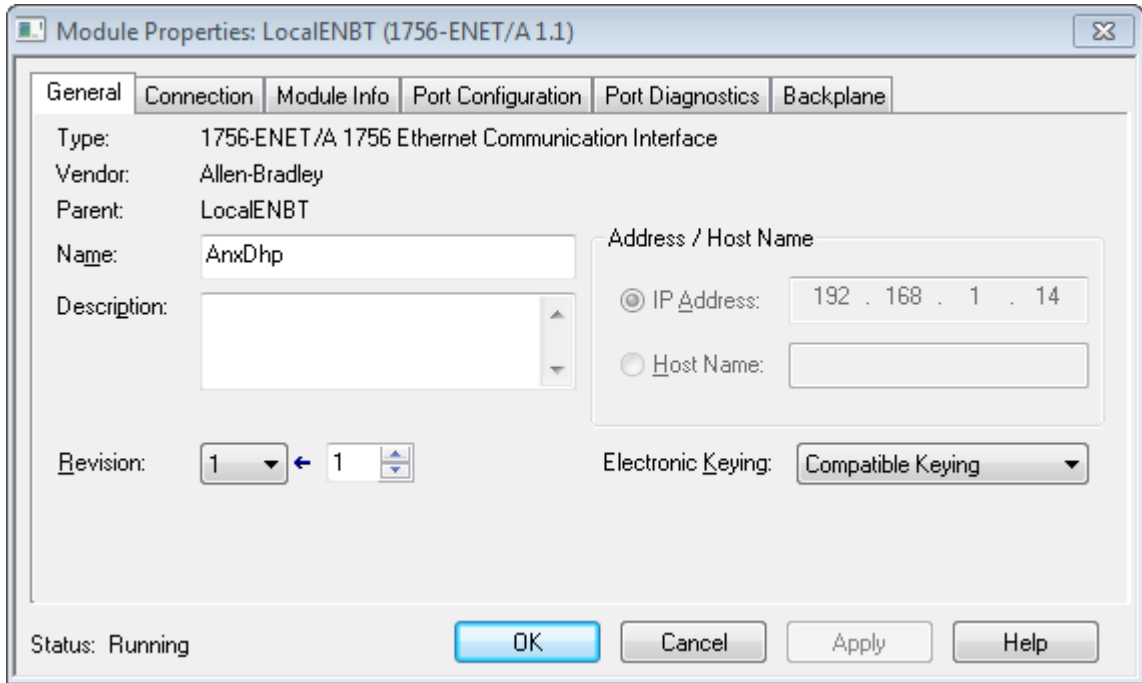 Module Properties: LocalENBT (1756-ENET/A 1.1)
General Connection Module Info Port Configuration Port Diagnostics Backplane
Type: 1756-ENET/A 1756 Ethernet Communication Interface
Vendor: Allen-Bradley
Parent: LocalENBT
Name: AnxDhp
Description:
Address / Host Name
IP Address: 192 . 168 . 1 . 14
Host Name:
Revision: 1 1
Electronic Keying: Compatible Keying
Status: Running
OK Cancel Apply Help